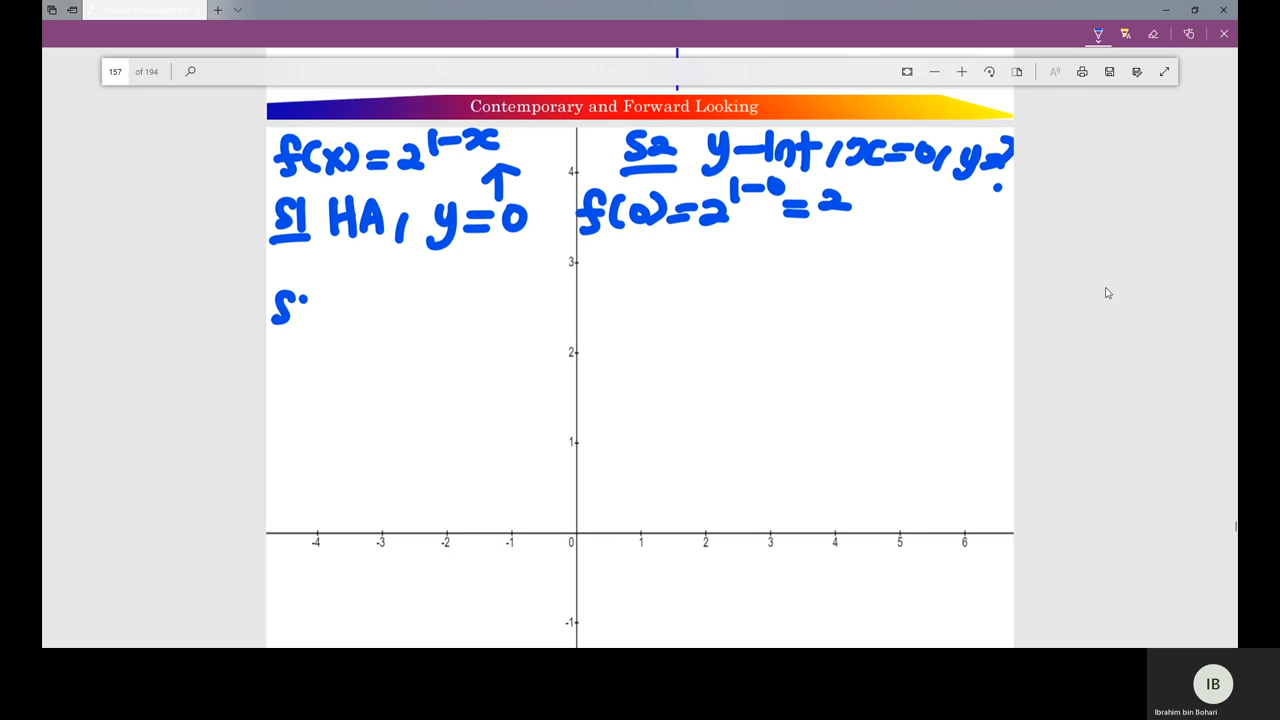 157 of 194
Contemporary and Forward Looking
f(x) = 2^{1-x}
S1 HA, y = 0
S2 y-Int, x=0, y=?
f(0) = 2^{1-0} = 2
S
4
3
2
1
-4 -3 -2 -1 0 1 2 3 4 5 6
-1
IB
Ibrahim bin Bohari